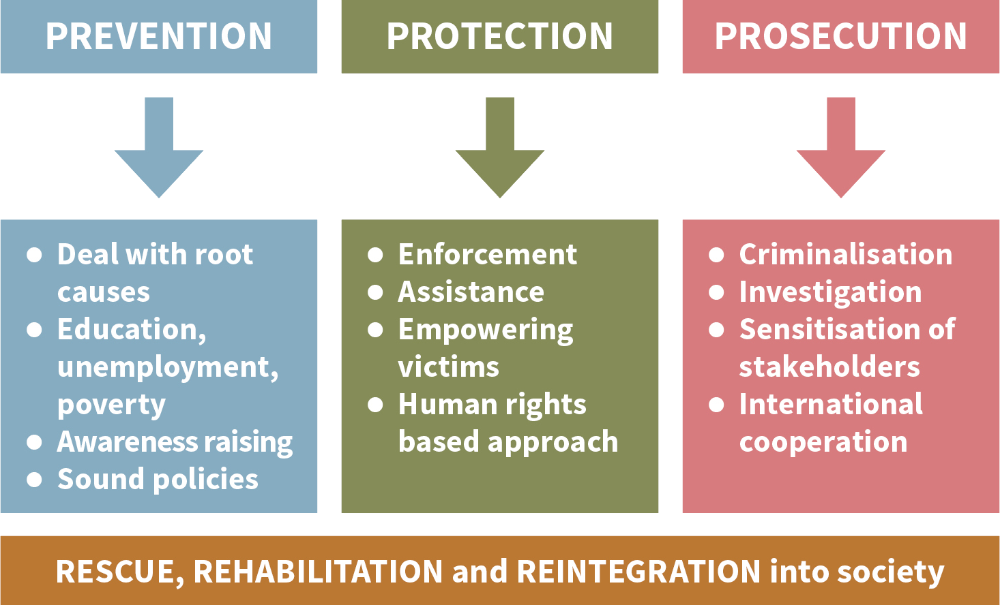 PREVENTION
PROTECTION
PROSECUTION
● Deal with root
causes
● Education,
unemployment,
poverty
● Awareness raising
● Sound policies
● Enforcement
● Assistance
● Empowering
victims
● Human rights
based approach
● Criminalisation
● Investigation
● Sensitisation of
stakeholders
● International
cooperation
RESCUE, REHABILITATION and REINTEGRATION into society